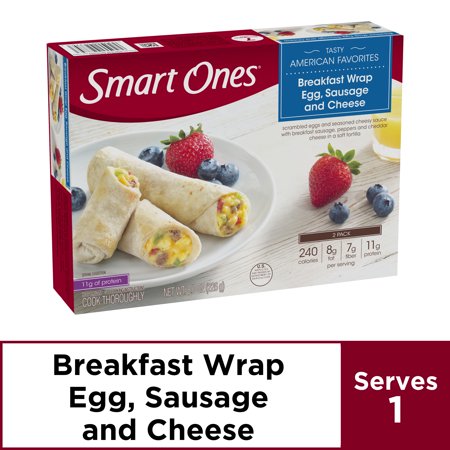 Smart Ones®
TASTY
AMERICAN FAVORITES
Breakfast Wrap
Egg, Sausage
and Cheese
scrambled eggs and seasoned cheesy sauce
with breakfast sausage, peppers and cheddar
cheese in a soft tortilla
2 PACK
240
calories
8g
fat
7g
fiber
11g
protein
per serving
U.S.
11g of protein
COOK THOROUGHLY
NET WT
Breakfast Wrap
Egg, Sausage
and Cheese
Serves
1